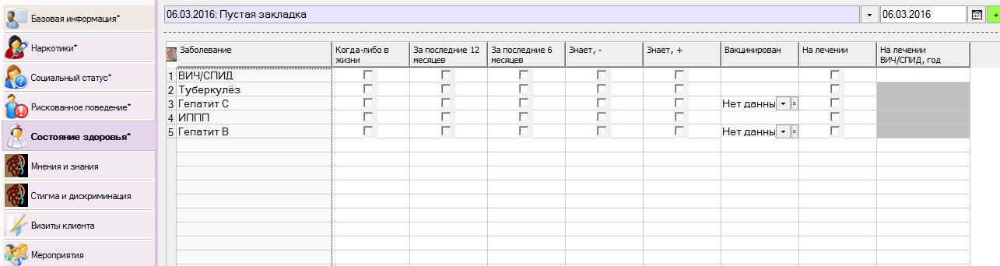 Базовая информация*
Наркотики*
Социальный статус*
Рискованное поведение*
Состояние здоровья*
Мнения и знания
Стигма и дискриминация
Визиты клиента
Мероприятия
06.03.2016: Пустая закладка
06.03.2016
+
Заболевание
Когда-либо в
жизни
За последние 12
месяцев
За последние 6
месяцев
Знает, -
Знает, +
Вакцинирован
На лечении
На лечении
ВИЧ/СПИД, год
1 ВИЧ/СПИД
2 Туберкулёз
3 Гепатит С Нет данны x
4 ИППП
5 Гепатит В Нет данны x